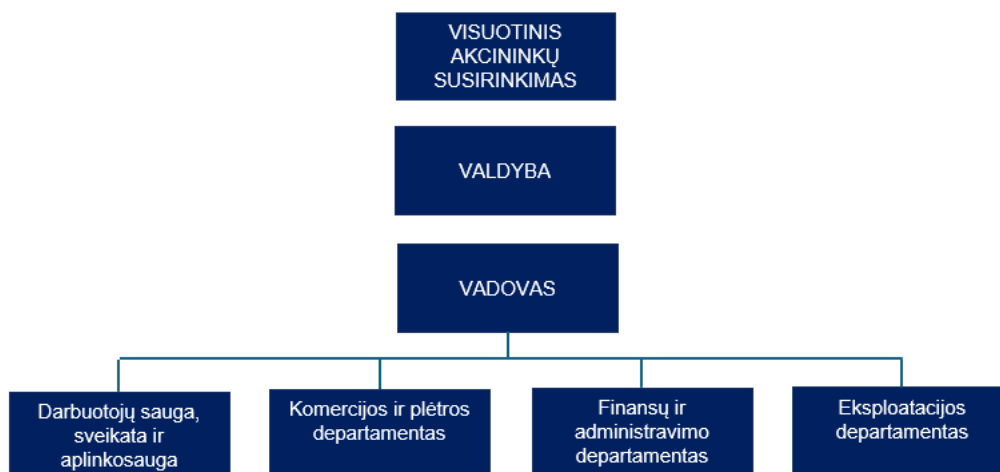 VISUOTINIS
AKCININKŲ
SUSIRINKIMAS
VALDYBA
VADOVAS
Darbuotojų sauga,
sveikata ir
aplinkosauga
Komercijos ir plėtros
departamentas
Finansų ir
administravimo
departamentas
Eksploatacijos
departamentas